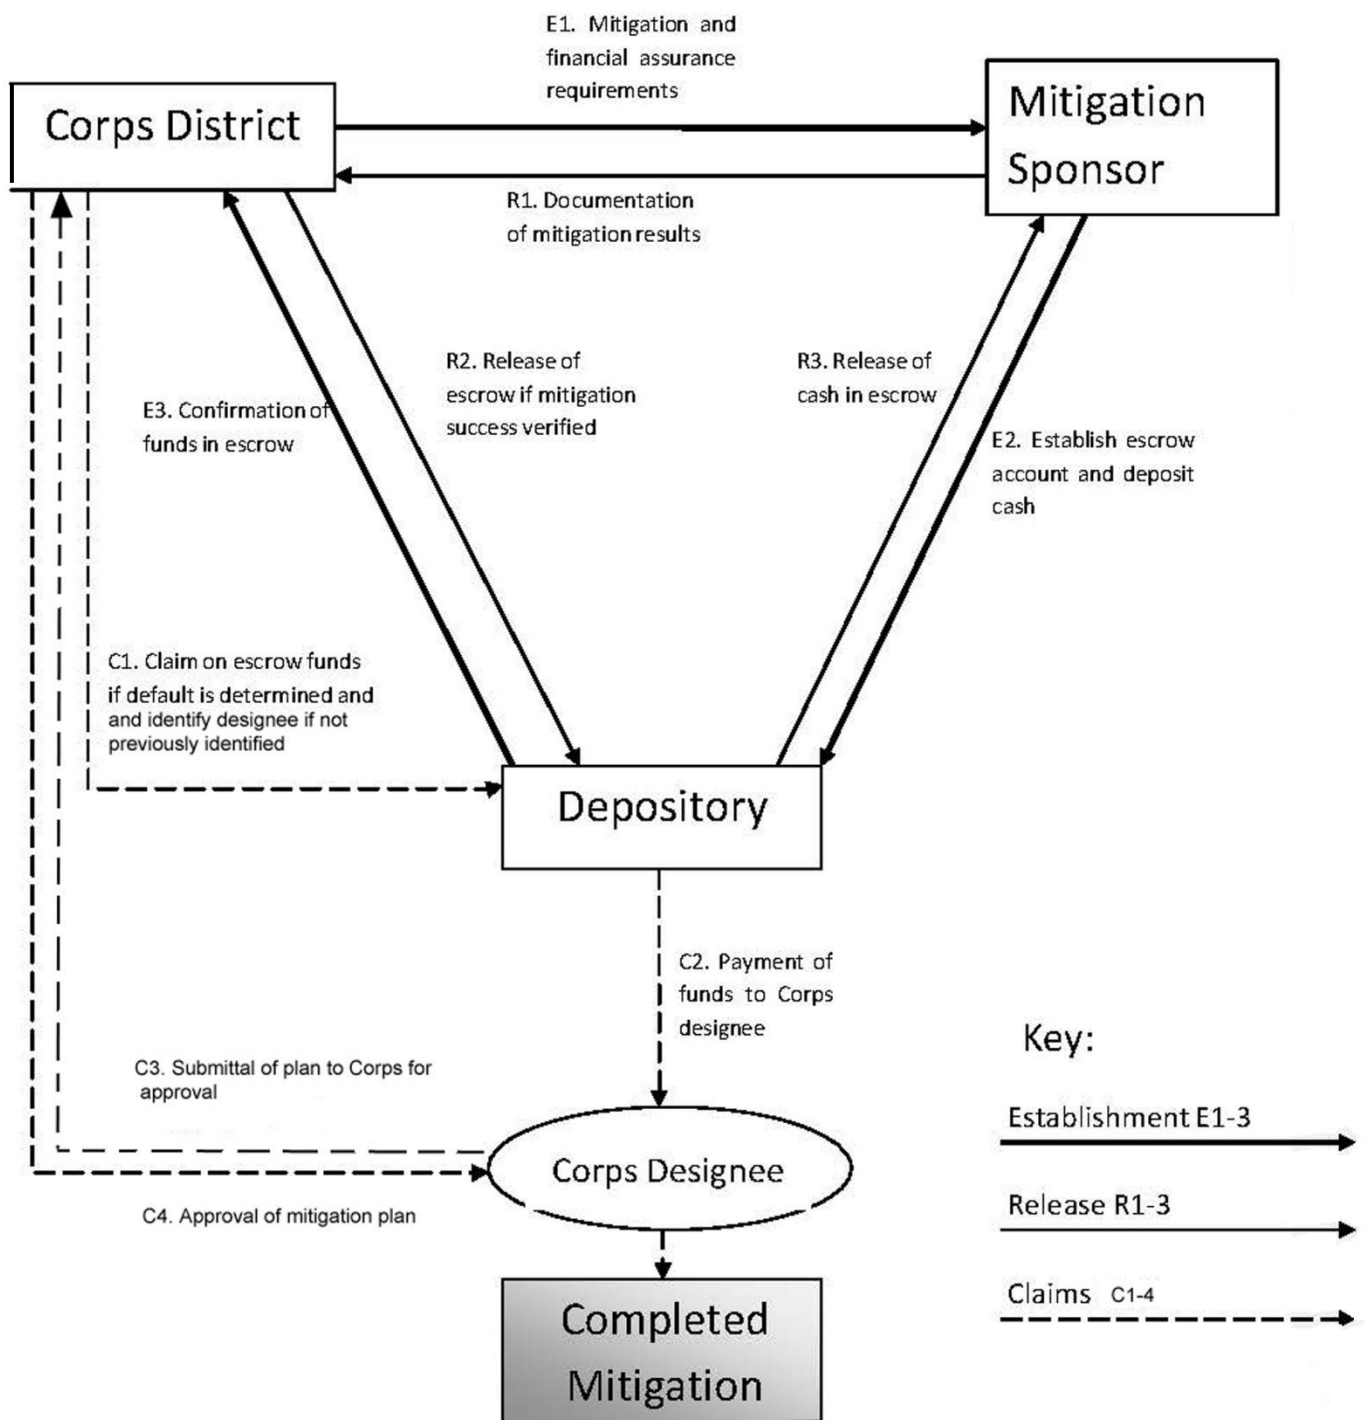 E1. Mitigation and
financial assurance
requirements
Corps District
Mitigation
Sponsor
R1. Documentation
of mitigation results
E3. Confirmation of
funds in escrow
R2. Release of
escrow if mitigation
success verified
R3. Release of
cash in escrow
E2. Establish escrow
account and deposit
cash
C1. Claim on escrow funds
if default is determined and
and identify designee if not
previously identified
Depository
C2. Payment of
funds to Corps
designee
C3. Submittal of plan to Corps for
approval
Corps Designee
C4. Approval of mitigation plan
Completed
Mitigation
Key:
Establishment E1-3
Release R1-3
Claims C1-4